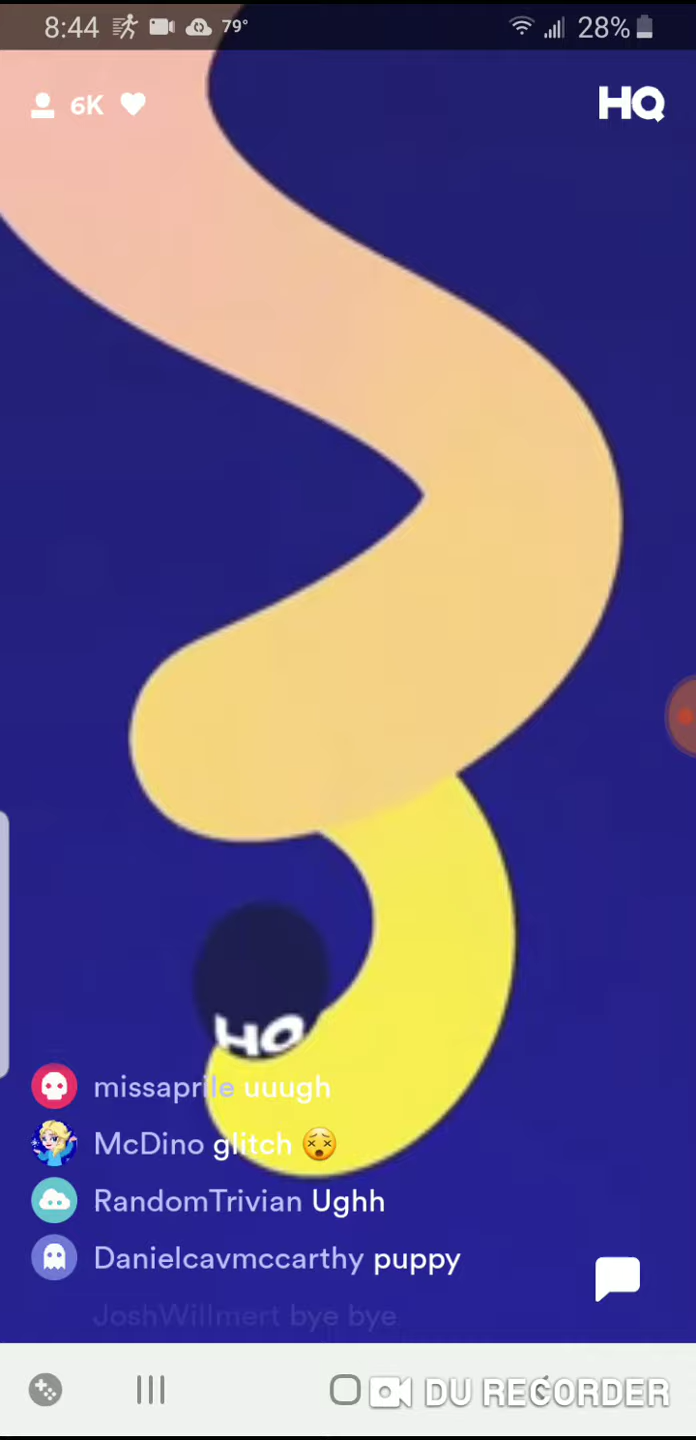 8:44 79° 28%
6K HQ
HQ
missaprile uuugh
McDino glitch
RandomTrivian Ughh
Danielcavmccarthy puppy
JoshWillmert bye bye
DU RECORDER